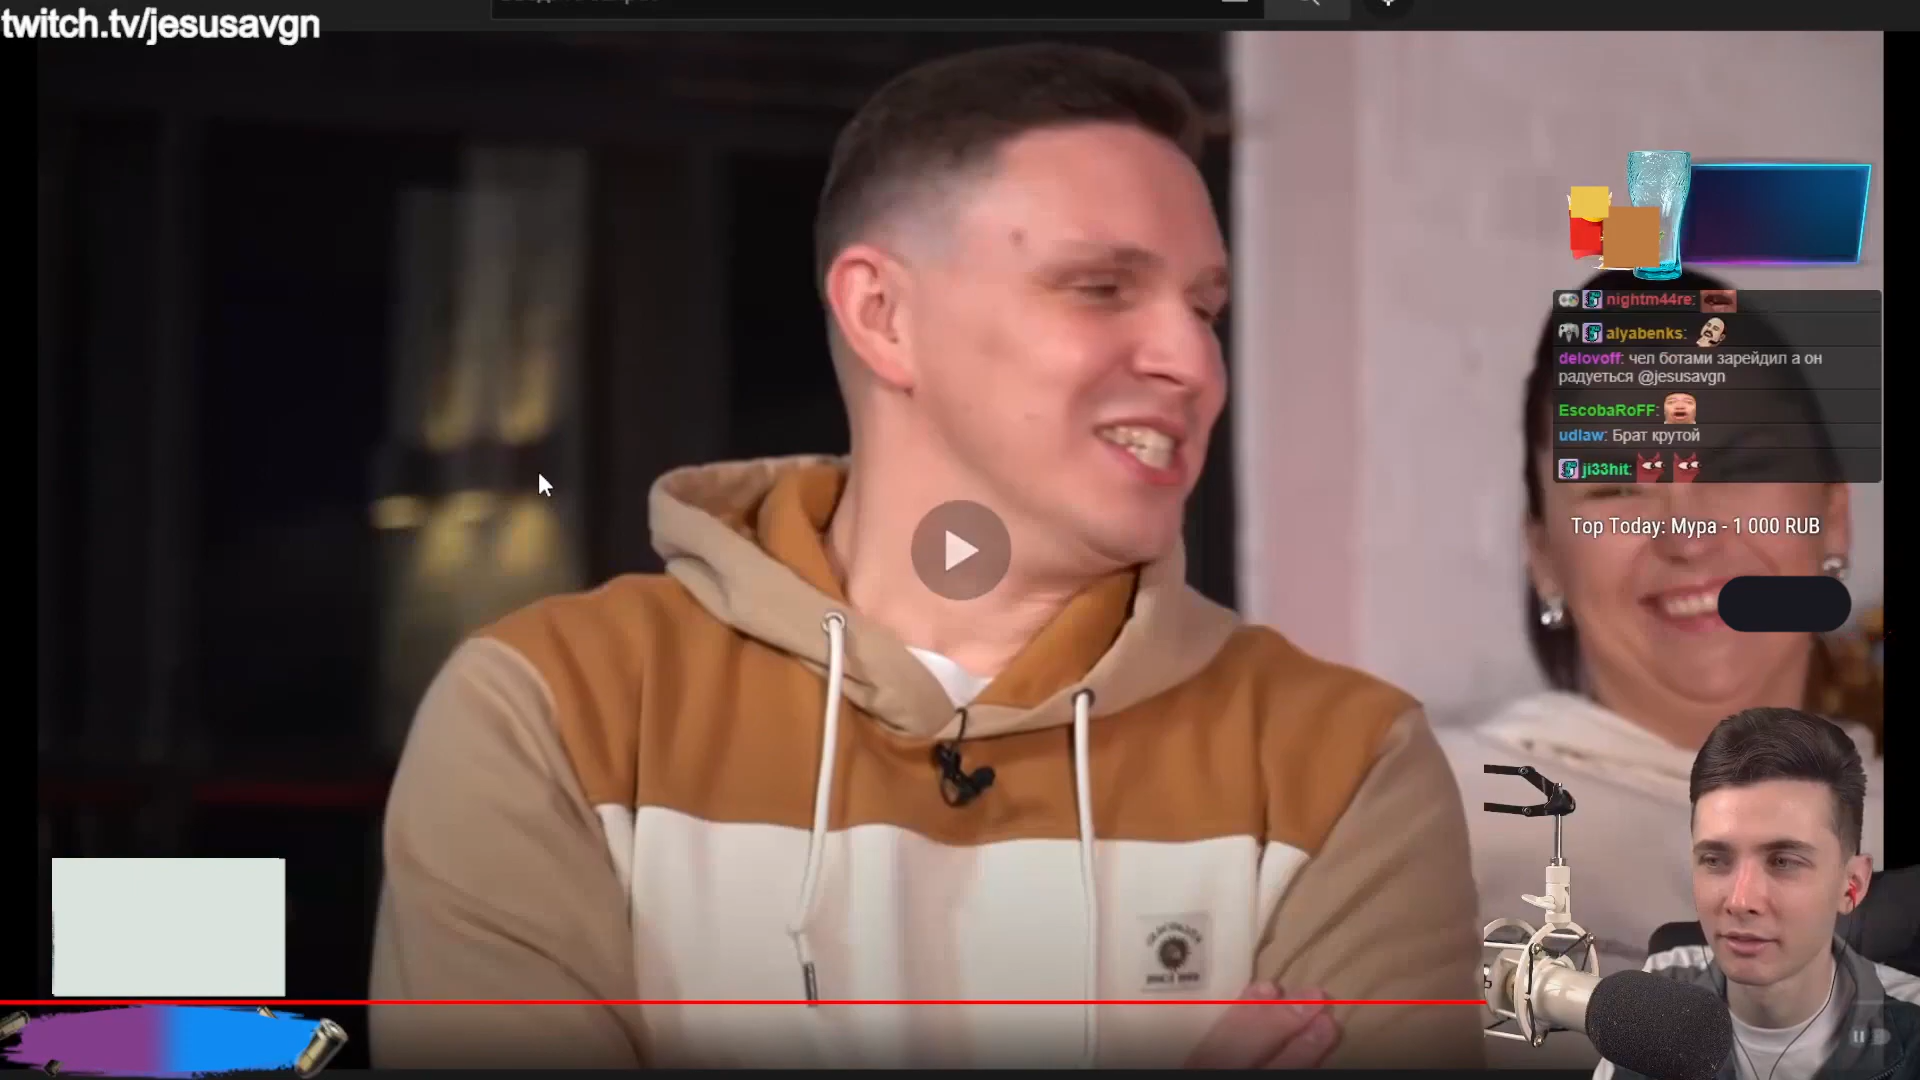 twitch.tv/jesusavgn
nightm44re:
alyabenks:
delovoff: чел ботами зарейдил а он
радуеться @jesusavgn
EscobaRoFF:
udlaw: Брат крутой
ji33hit:
Top Today: Мура - 1 000 RUB